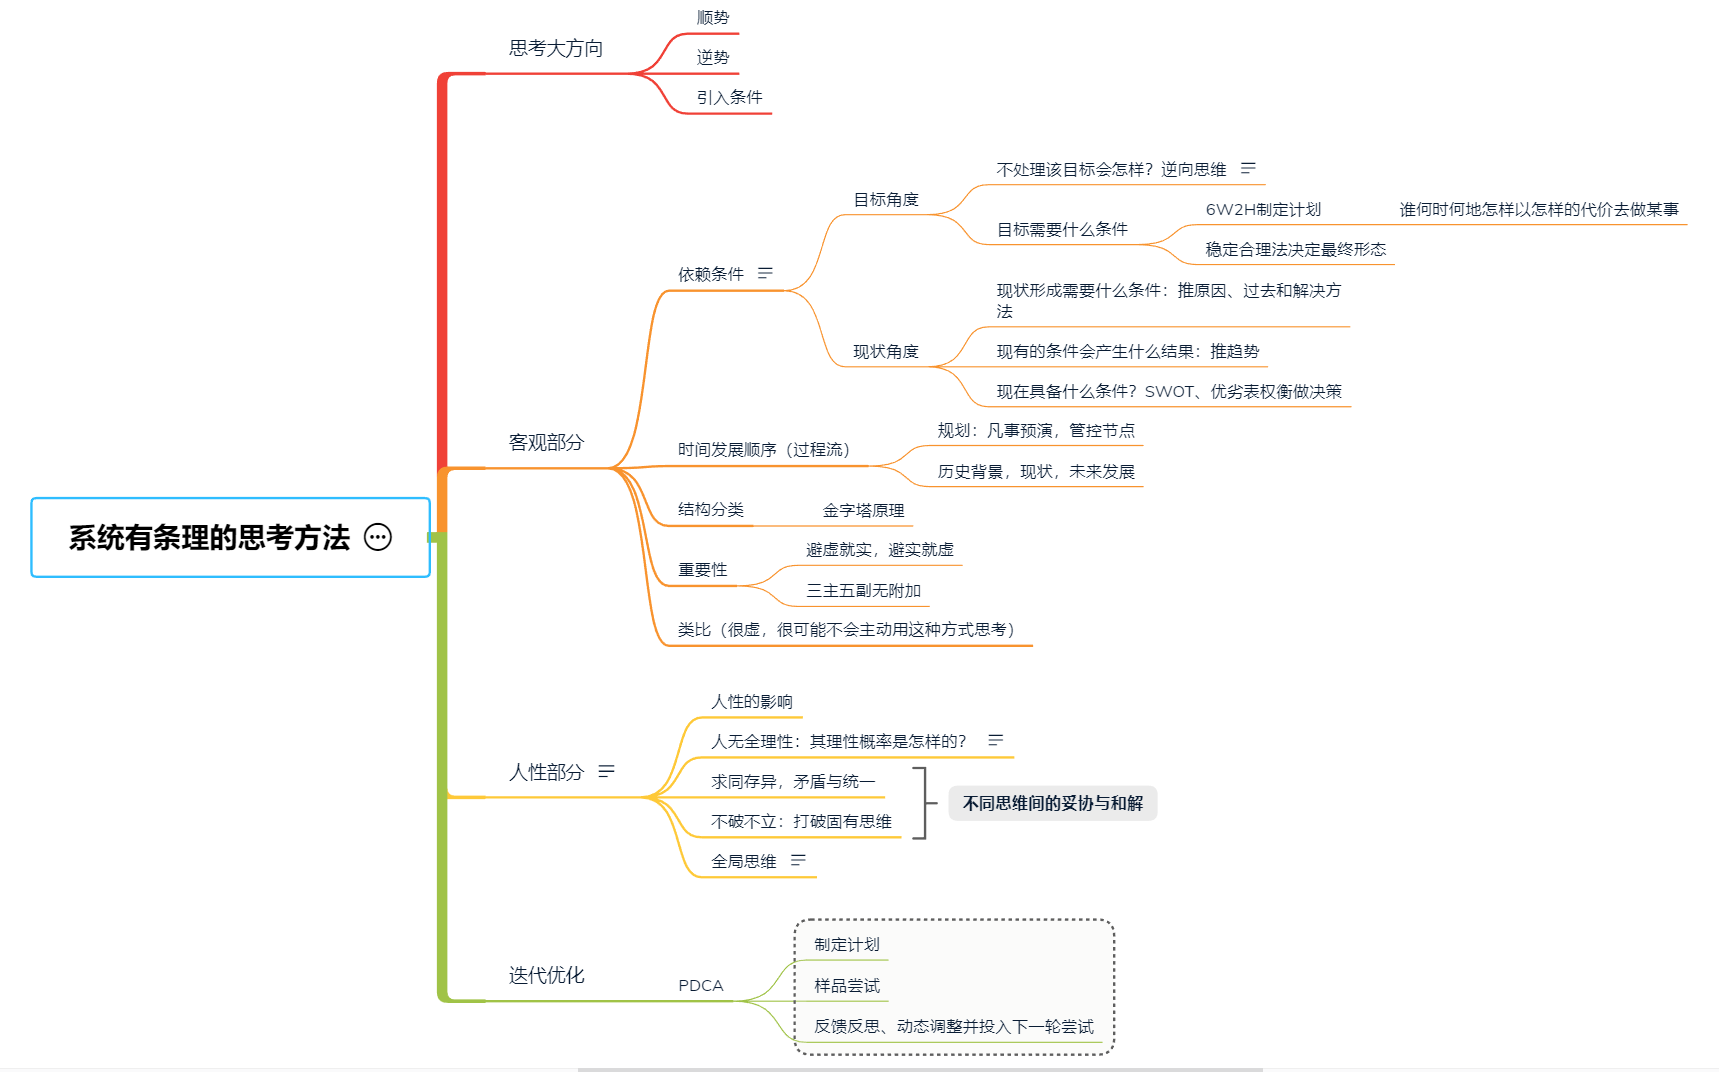 系统有条理的思考方法
思考大方向
顺势
逆势
引入条件
客观部分
依赖条件
目标角度
不处理该目标会怎样？逆向思维
目标需要什么条件
6W2H制定计划
谁何时何地怎样以怎样的代价去做某事
稳定合理法决定最终形态
现状角度
现状形成需要什么条件：推原因、过去和解决方
法
现有的条件会产生什么结果：推趋势
现在具备什么条件？SWOT、优劣表权衡做决策
时间发展顺序（过程流）
规划：凡事预演，管控节点
历史背景，现状，未来发展
结构分类
金字塔原理
重要性
避虚就实，避实就虚
三主五副无附加
类比（很虚，很可能不会主动用这种方式思考）
人性部分
人性的影响
人无全理性：其理性概率是怎样的？
求同存异，矛盾与统一
不破不立：打破固有思维
不同思维间的妥协与和解
全局思维
迭代优化
PDCA
制定计划
样品尝试
反馈反思、动态调整并投入下一轮尝试